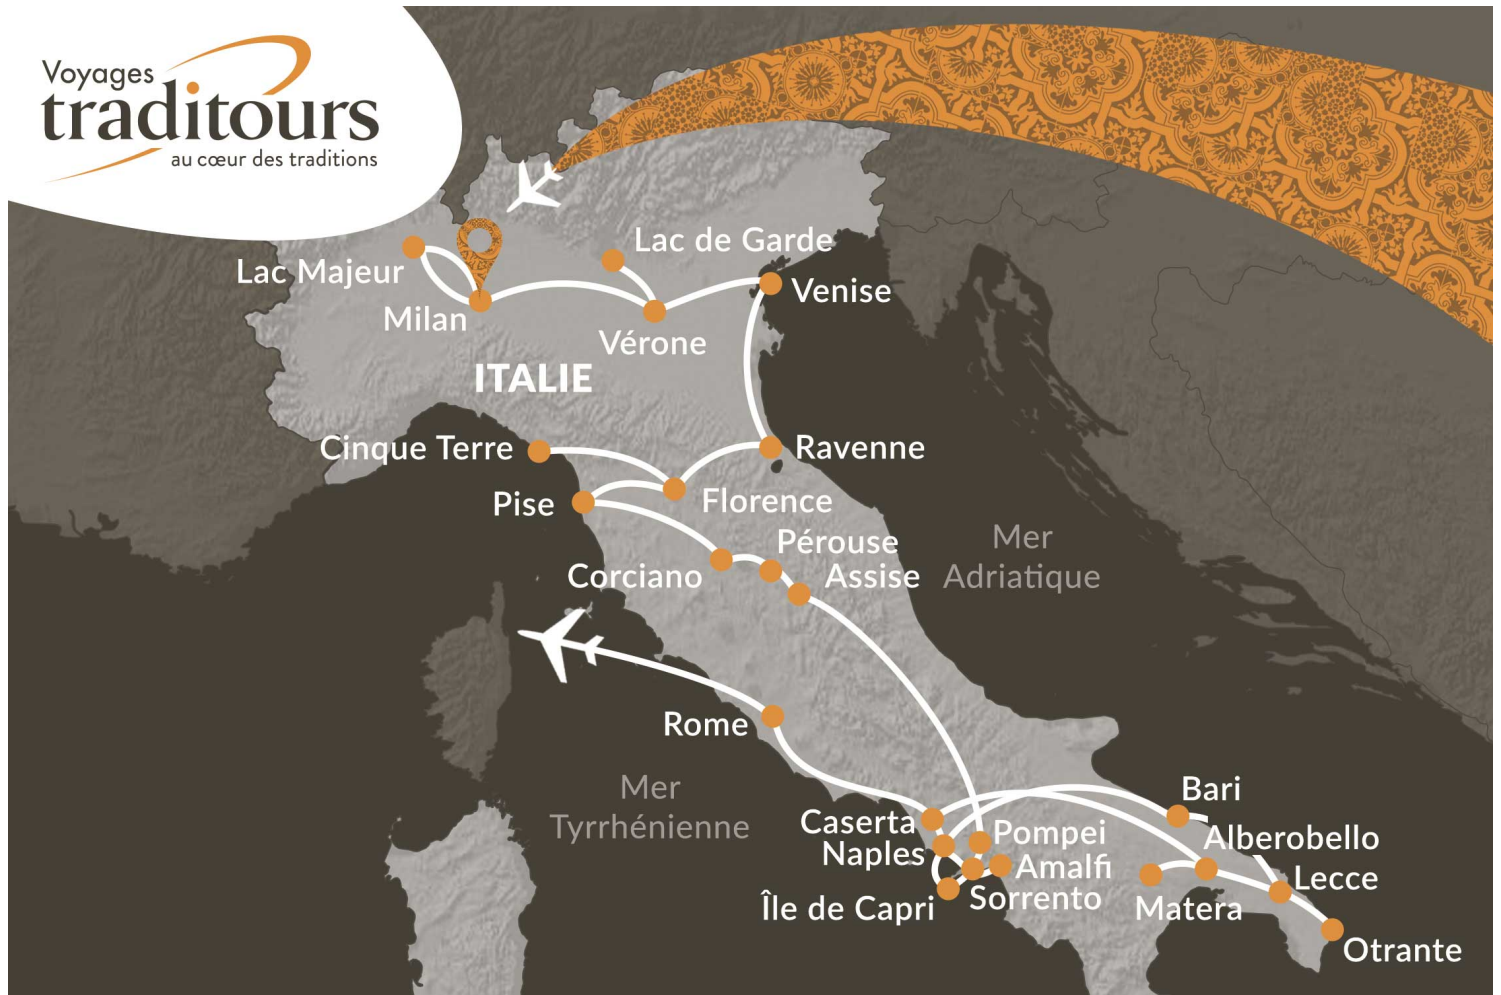 Voyages
traditours
au cœur des traditions
Lac de Garde
Lac Majeur
Venise
Milan
Vérone
ITALIE
Cinque Terre
Ravenne
Pise
Florence
Pérouse
Corciano
Assise
Mer
Adriatique
Rome
Mer
Tyrrhénienne
Bari
Caserta
Pompei
Alberobello
Naples
Amalfi
Lecce
Île de Capri
Sorrento
Matera
Otrante